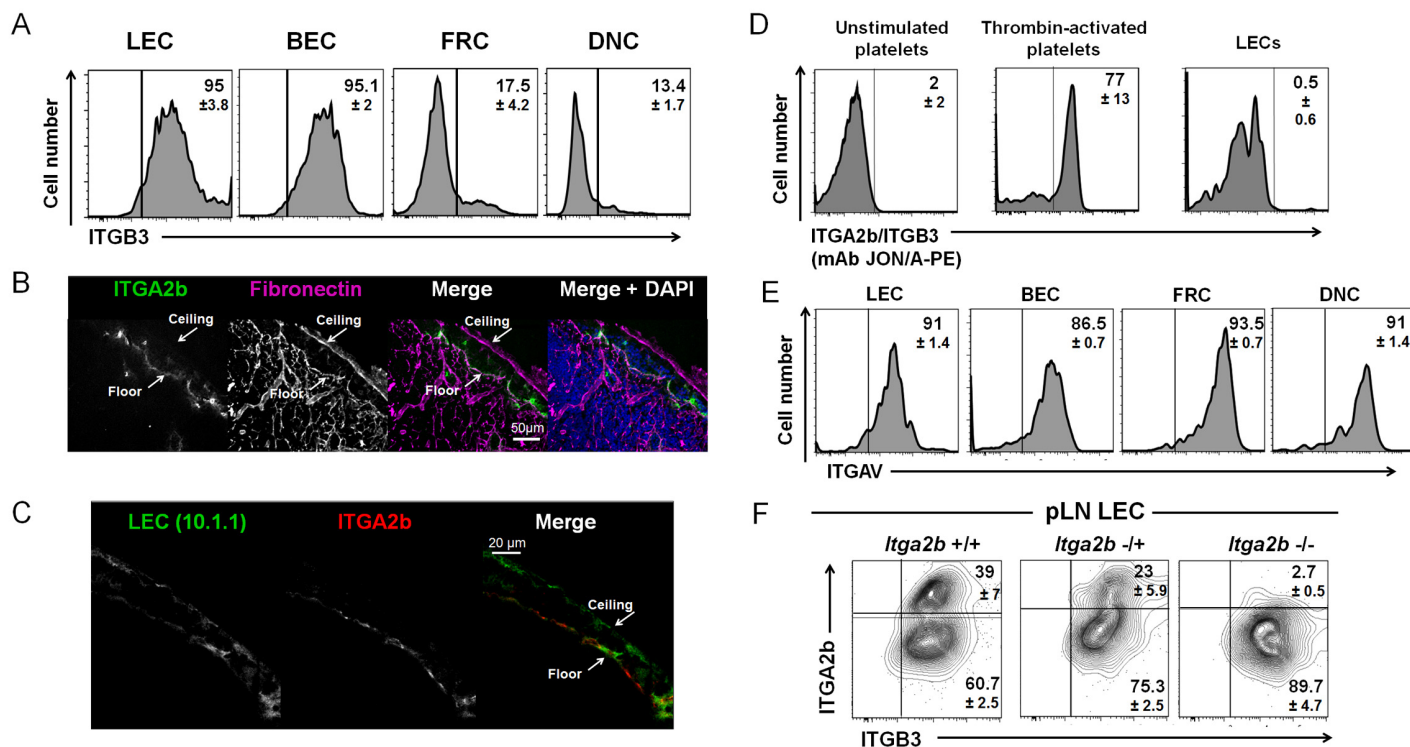 A
LEC
BEC
FRC
DNC
Cell number
95
±3.8
95.1
± 2
17.5
± 4.2
13.4
± 1.7
ITGB3
B
ITGA2b
Fibronectin
Merge
Merge + DAPI
Ceiling
Floor
Ceiling
Floor
Ceiling
Floor
50µm
C
LEC (10.1.1)
ITGA2b
Merge
20 µm
Ceiling
Floor
D
Unstimulated
platelets
Thrombin-activated
platelets
LECs
Cell number
2
± 2
77
± 13
0.5
±
0.6
ITGA2b/ITGB3
(mAb JON/A-PE)
E
LEC
BEC
FRC
DNC
Cell number
91
± 1.4
86.5
± 0.7
93.5
± 0.7
91
± 1.4
ITGAV
F
pLN LEC
Itga2b +/+
Itga2b -/+
Itga2b -/-
ITGA2b
39
± 7
60.7
± 2.5
23
± 5.9
75.3
± 2.5
2.7
± 0.5
89.7
± 4.7
ITGB3